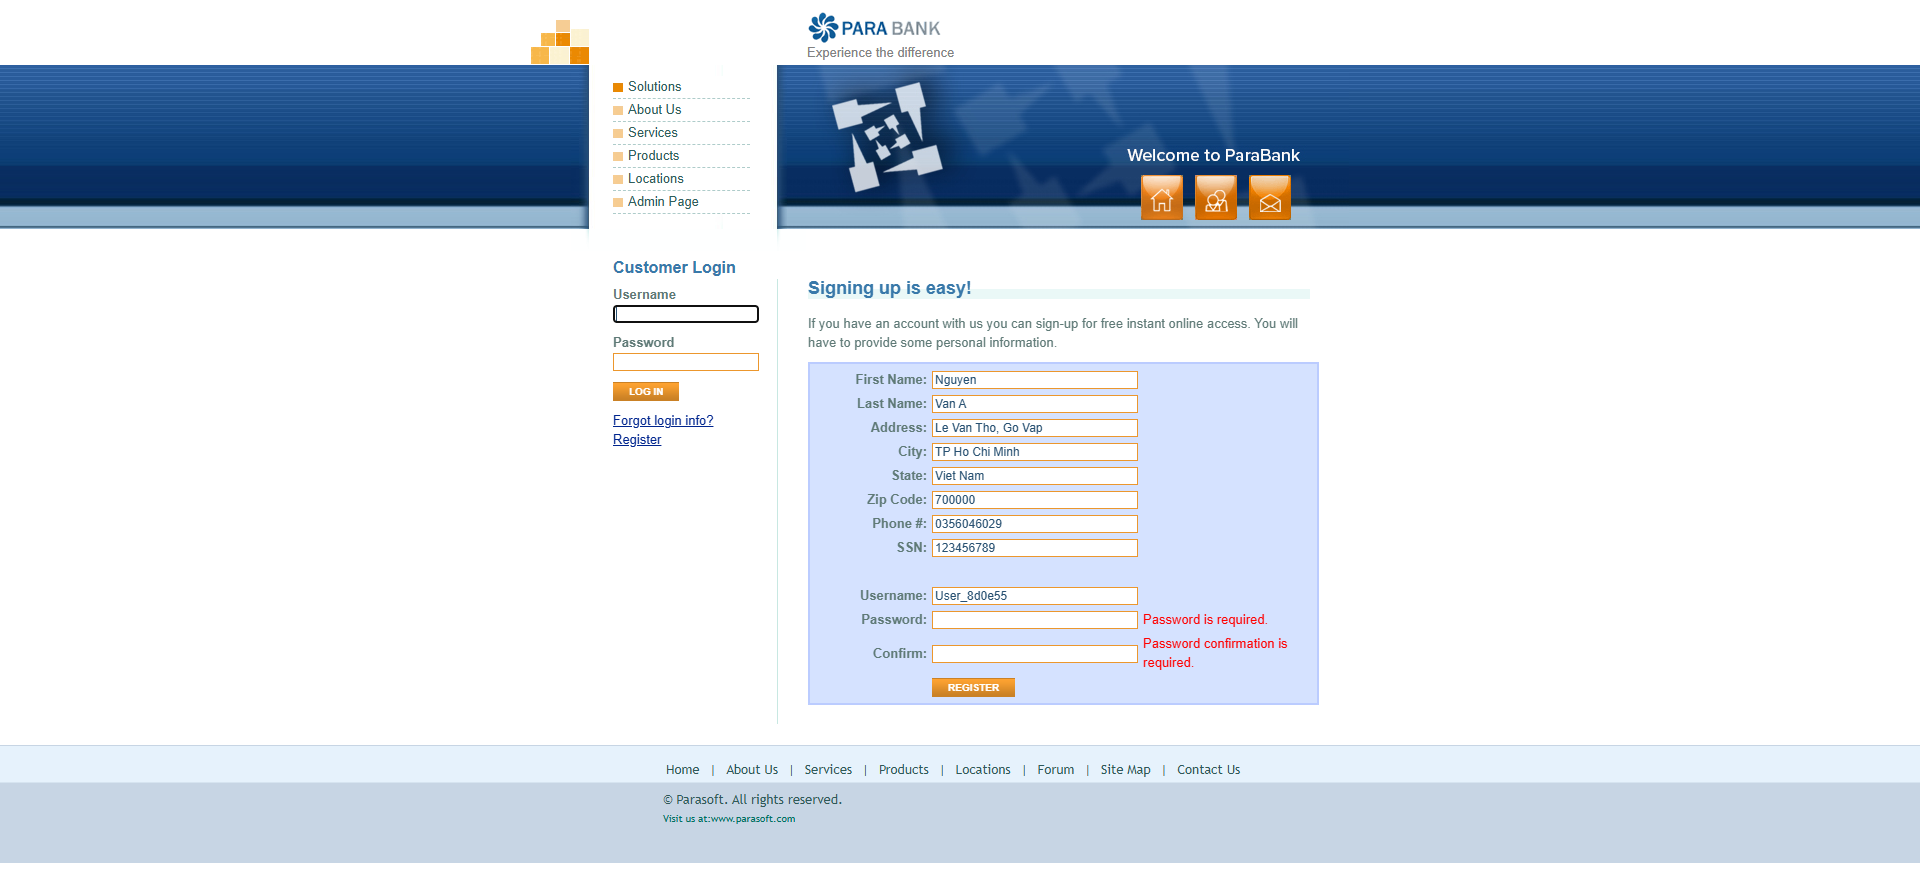 PARA BANK
Experience the difference
Solutions
About Us
Services
Products
Locations
Admin Page
Welcome to ParaBank
Customer Login
Username
Password
LOG IN
Forgot login info?
Register
Signing up is easy!
If you have an account with us you can sign-up for free instant online access. You will
have to provide some personal information.
First Name: Nguyen
Last Name: Van A
Address: Le Van Tho, Go Vap
City: TP Ho Chi Minh
State: Viet Nam
Zip Code: 700000
Phone #: 0356046029
SSN: 123456789
Username: User_8d0e55
Password: Password is required.
Confirm: Password confirmation is
required.
REGISTER
Home | About Us | Services | Products | Locations | Forum | Site Map | Contact Us
© Parasoft. All rights reserved.
Visit us at:www.parasoft.com